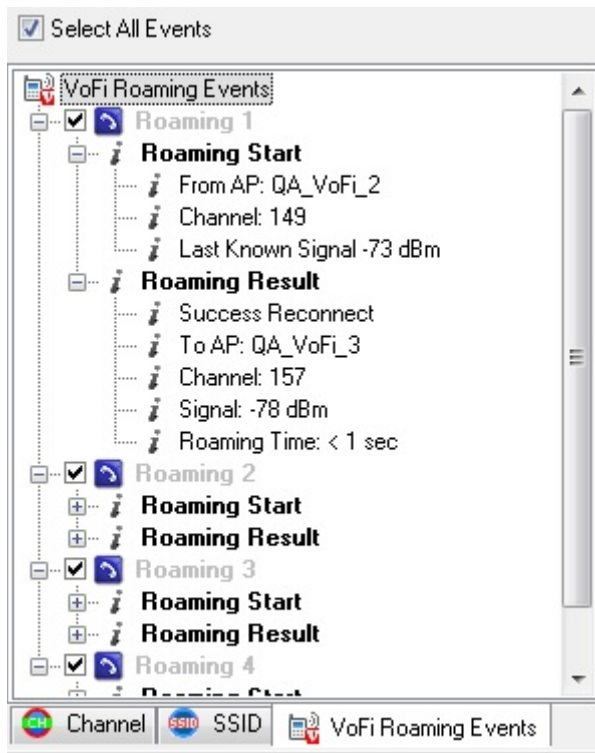 Select All Events
VoFi Roaming Events
Roaming 1
Roaming Start
From AP: QA_VoFi_2
Channel: 149
Last Known Signal -73 dBm
Roaming Result
Success Reconnect
To AP: QA_VoFi_3
Channel: 157
Signal: -78 dBm
Roaming Time: < 1 sec
Roaming 2
Roaming Start
Roaming Result
Roaming 3
Roaming Start
Roaming Result
Roaming 4
Roaming Start
CH Channel SSID SSID VoFi Roaming Events